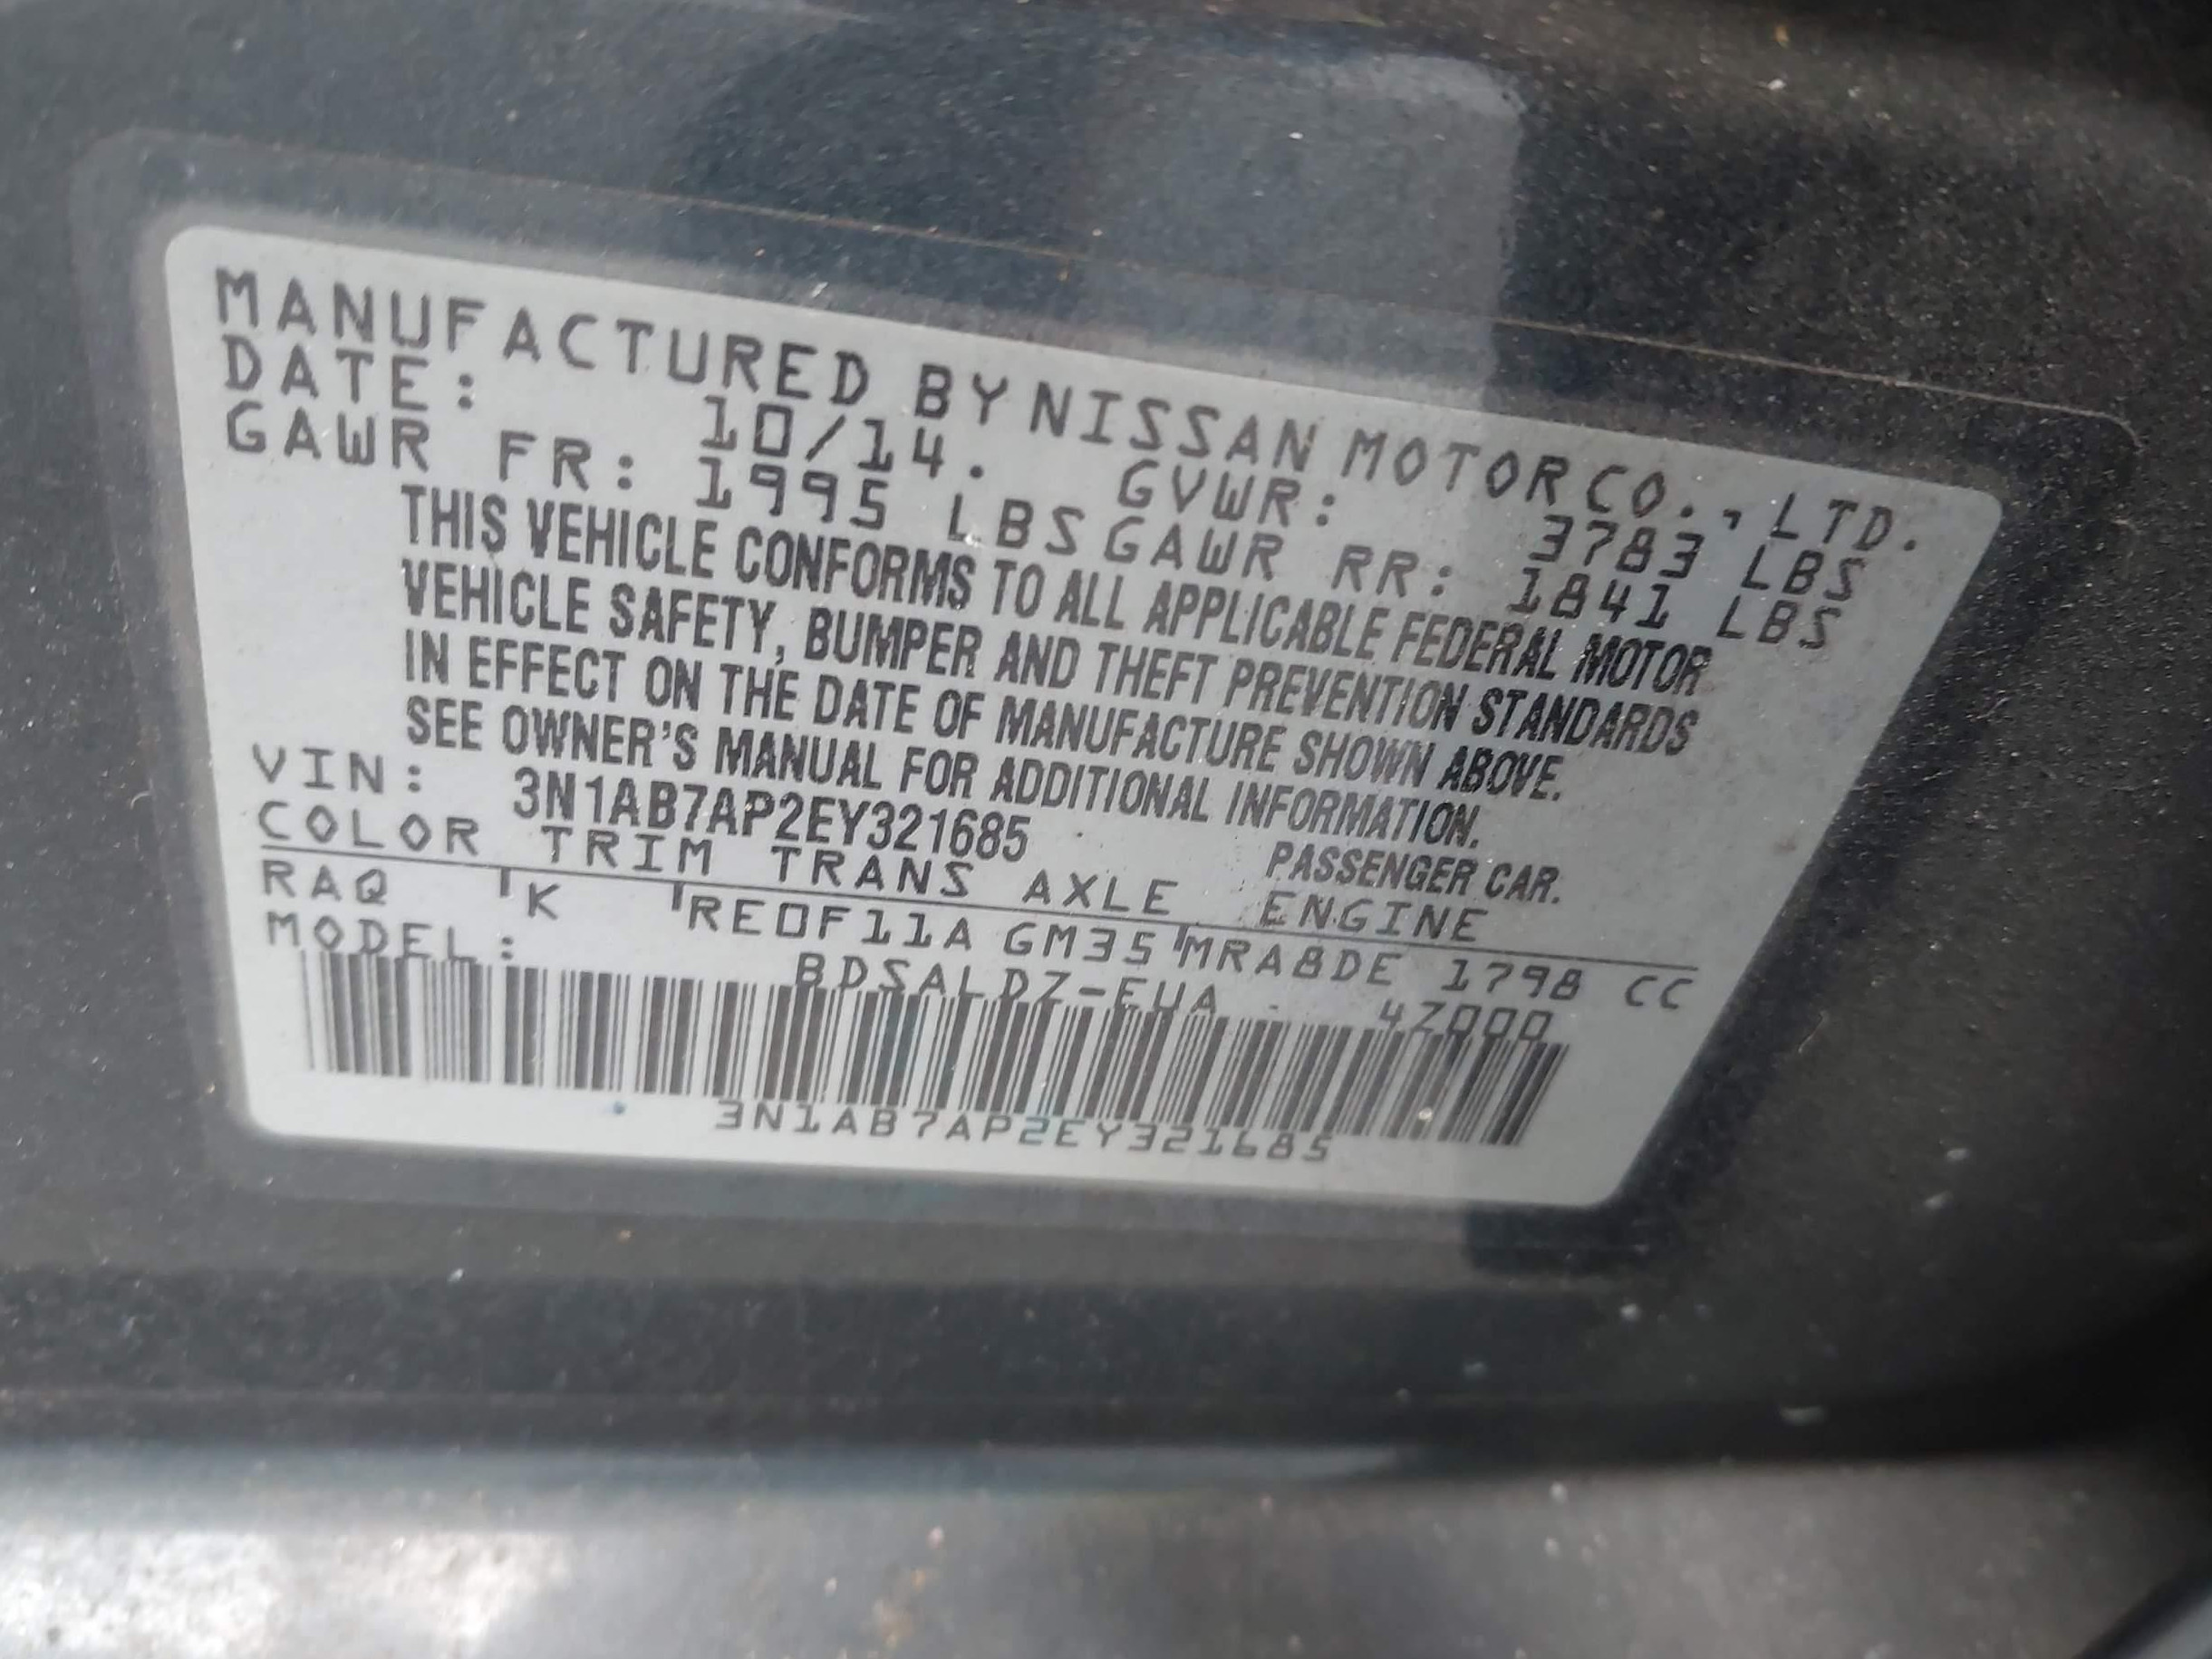 MANUFACTURED BY NISSAN MOTOR CO., LTD.
DATE: 10/14. GVWR: 3783 LBS
GAWR FR: 1995 LBS GAWR RR: 1841 LBS
THIS VEHICLE CONFORMS TO ALL APPLICABLE FEDERAL MOTOR
VEHICLE SAFETY, BUMPER AND THEFT PREVENTION STANDARDS
IN EFFECT ON THE DATE OF MANUFACTURE SHOWN ABOVE.
SEE OWNER'S MANUAL FOR ADDITIONAL INFORMATION.
VIN: 3N1AB7AP2EY321685 PASSENGER CAR.
COLOR TRIM TRANS AXLE ENGINE
RAQ K RE0F11A GM35 MRA8DE 1798 CC
MODEL: BDSALDZ-EUA 47000
3N1AB7AP2EY321685